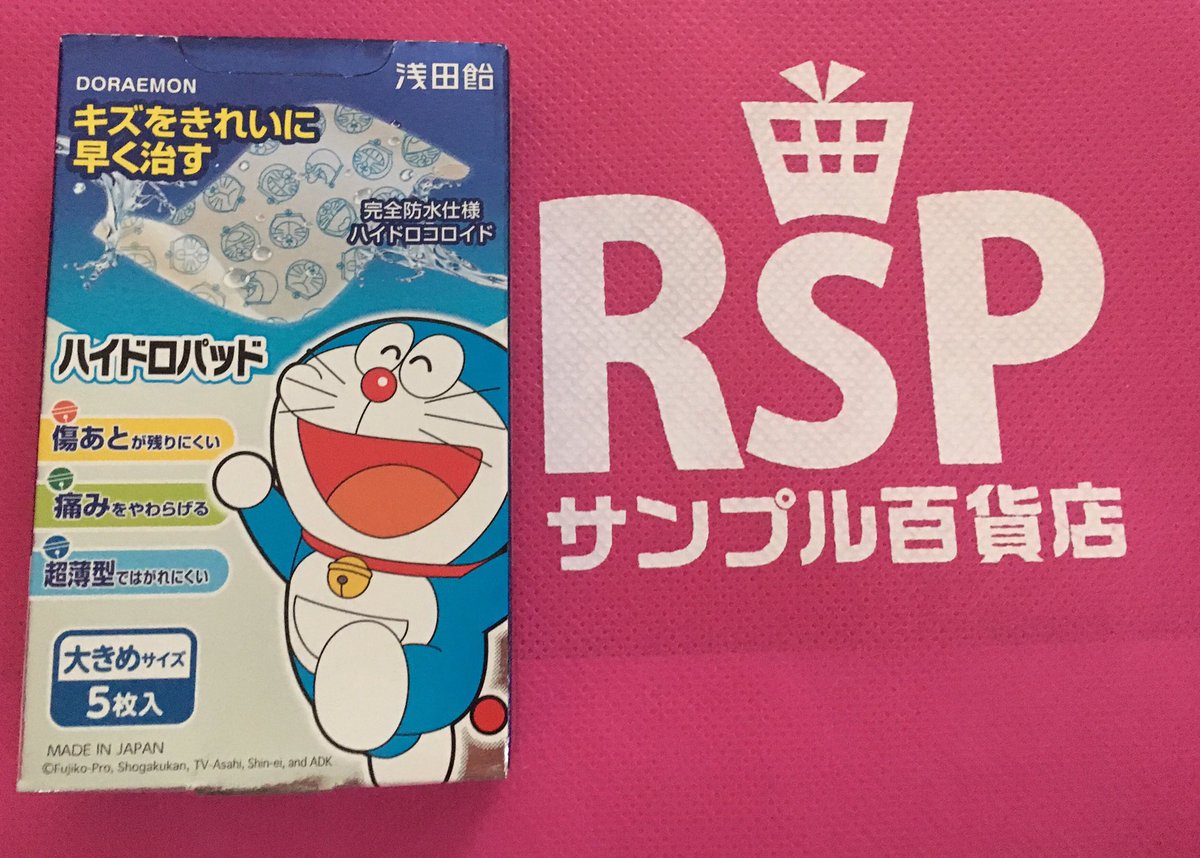 DORAEMON
浅田飴
キズをきれいに
早く治す
完全防水仕様
ハイドロコロイド
ハイドロパッド
傷あとが残りにくい
痛みをやわらげる
超薄型ではがれにくい
大きめサイズ
5枚入
MADE IN JAPAN
©Fujiko-Pro, Shogakukan, TV-Asahi, Shin-ei, and ADK
RSP
サンプル百貨店